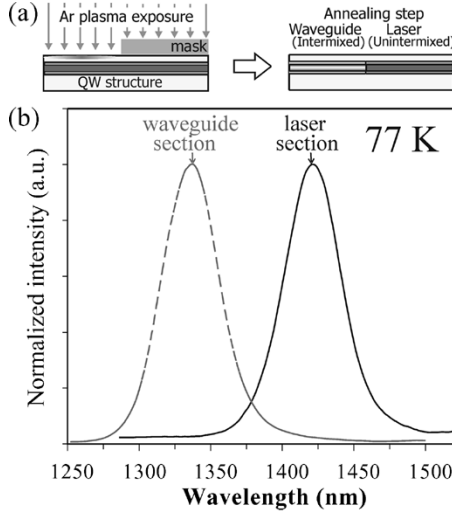 (a)
Ar plasma exposure
mask
QW structure
Annealing step
Waveguide Laser
(Intermixed) (Unintermixed)
(b)
waveguide
section
laser
section
77 K
Normalized intensity (a.u.)
1250 1300 1350 1400 1450 1500
Wavelength (nm)